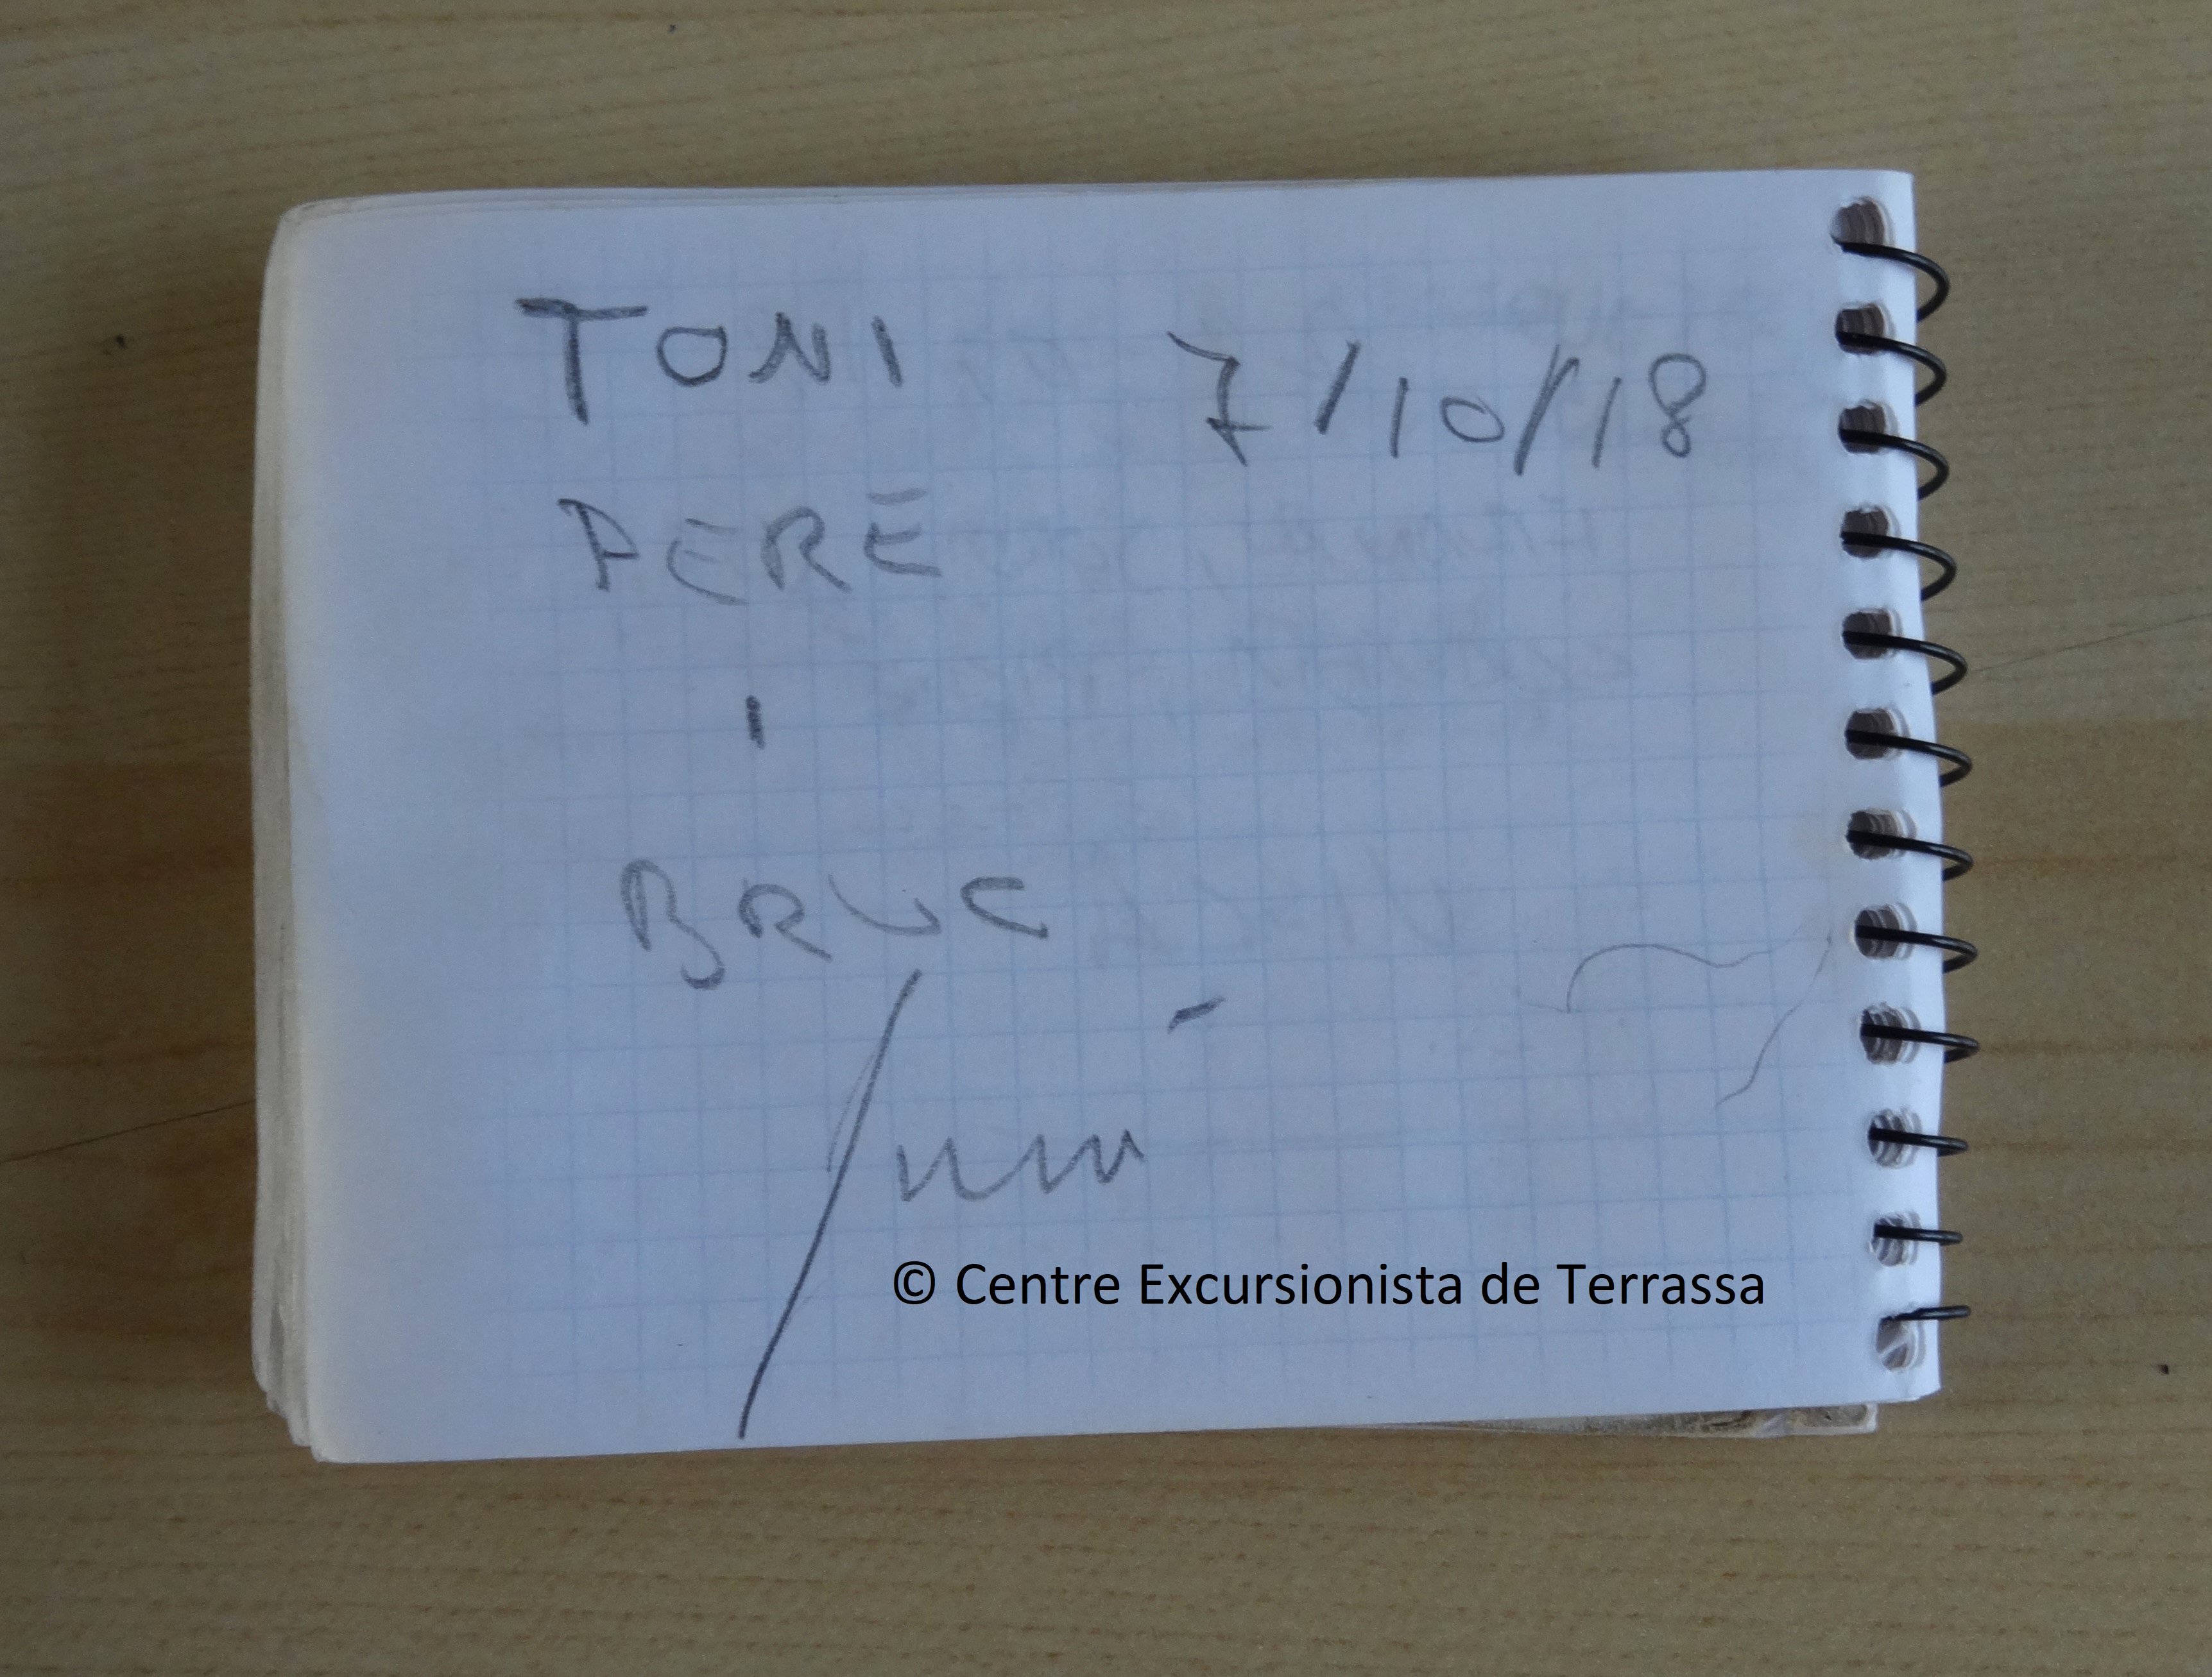 TONI 7/10/18
PERE
I
BRUC
© Centre Excursionista de Terrassa